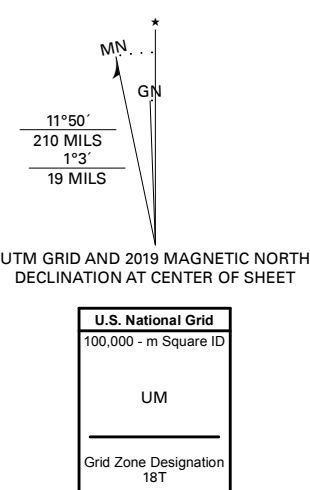 ★
MN
GN
11°50´
210 MILS
1°3´
19 MILS
UTM GRID AND 2019 MAGNETIC NORTH
DECLINATION AT CENTER OF SHEET
U.S. National Grid
100,000 - m Square ID
UM
Grid Zone Designation
18T